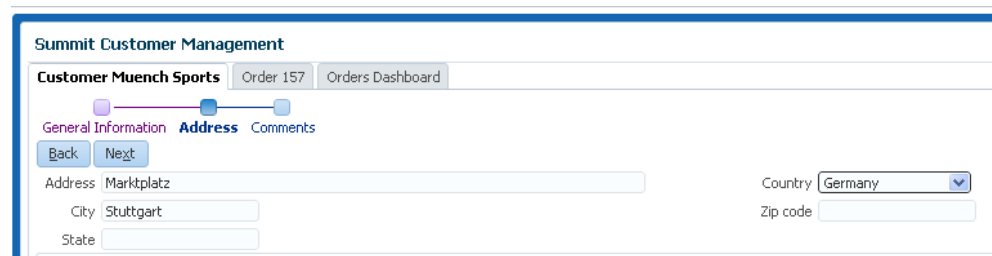 Summit Customer Management
Customer Muench Sports Order 157 Orders Dashboard
General Information Address Comments
Back Next
Address Marktplatz Country Germany
City Stuttgart Zip code
State